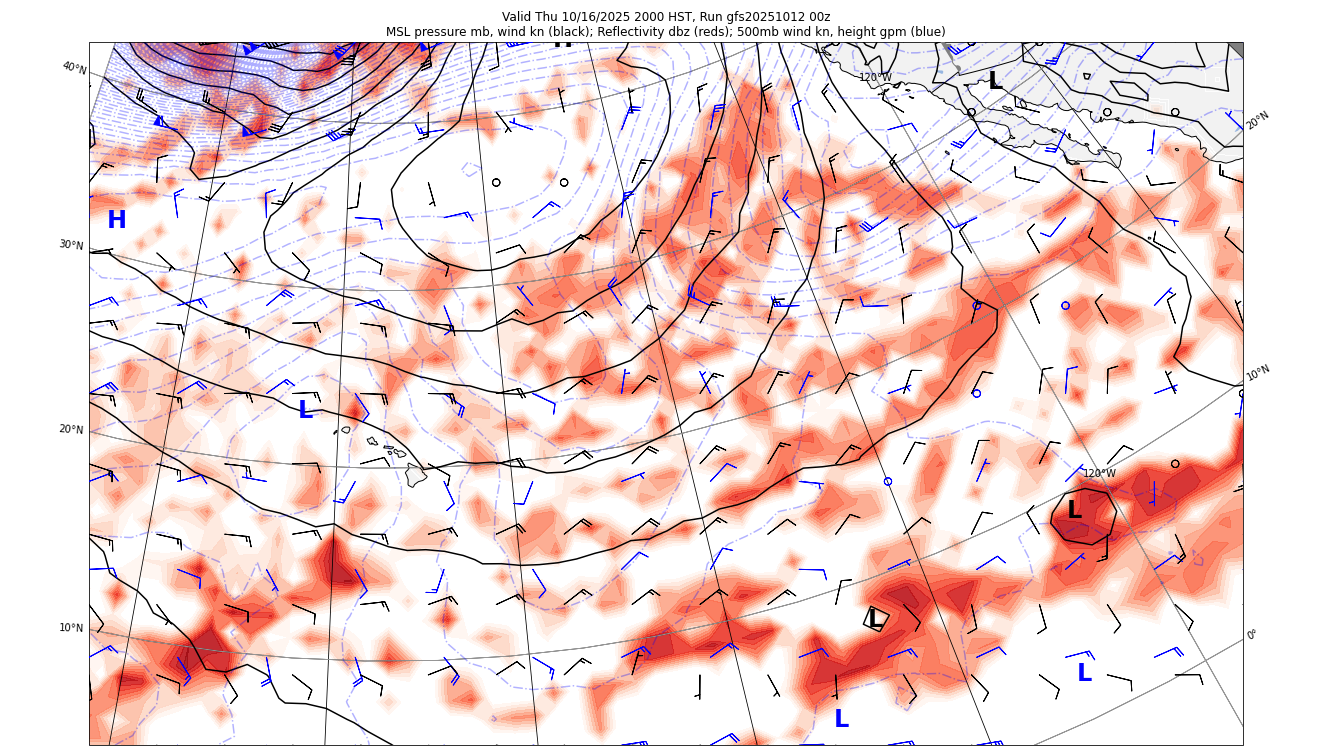 Valid Thu 10/16/2025 2000 HST, Run gfs20251012 00z
MSL pressure mb, wind kn (black); Reflectivity dbz (reds); 500mb wind kn, height gpm (blue)
40°N
120°W
L
20°N
H
30°N
10°N
L
20°N
120°W
L
10°N
L
0°
L
L